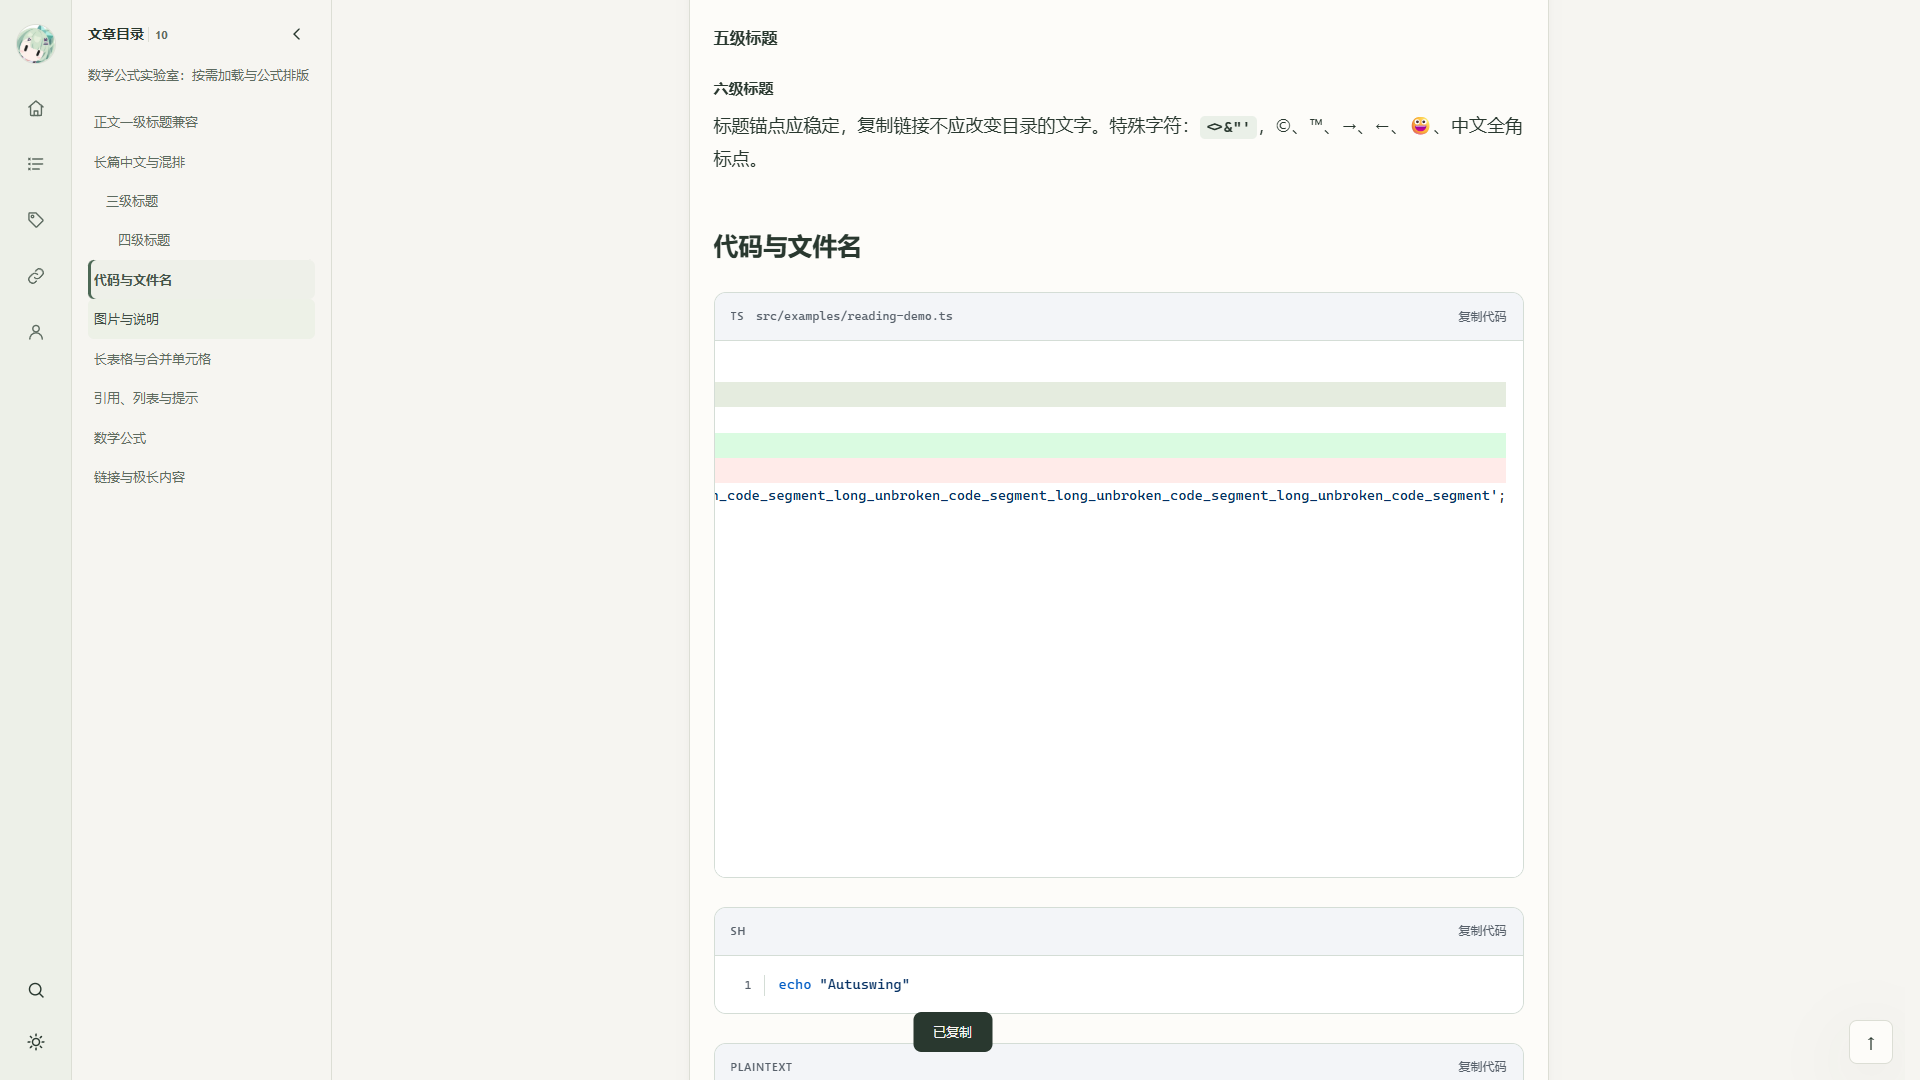 文章目录 10
数学公式实验室：按需加载与公式排版
正文一级标题兼容
长篇中文与混排
三级标题
四级标题
代码与文件名
图片与说明
长表格与合并单元格
引用、列表与提示
数学公式
链接与极长内容
五级标题
六级标题
标题锚点应稳定，复制链接不应改变目录的文字。特殊字符：<>&"'，©、™、→、←、😀、中文全角
标点。
代码与文件名
TS src/examples/reading-demo.ts 复制代码
n_code_segment_long_unbroken_code_segment_long_unbroken_code_segment_long_unbroken_code_segment';
SH 复制代码
1 echo "Autuswing"
已复制
PLAINTEXT 复制代码
↑